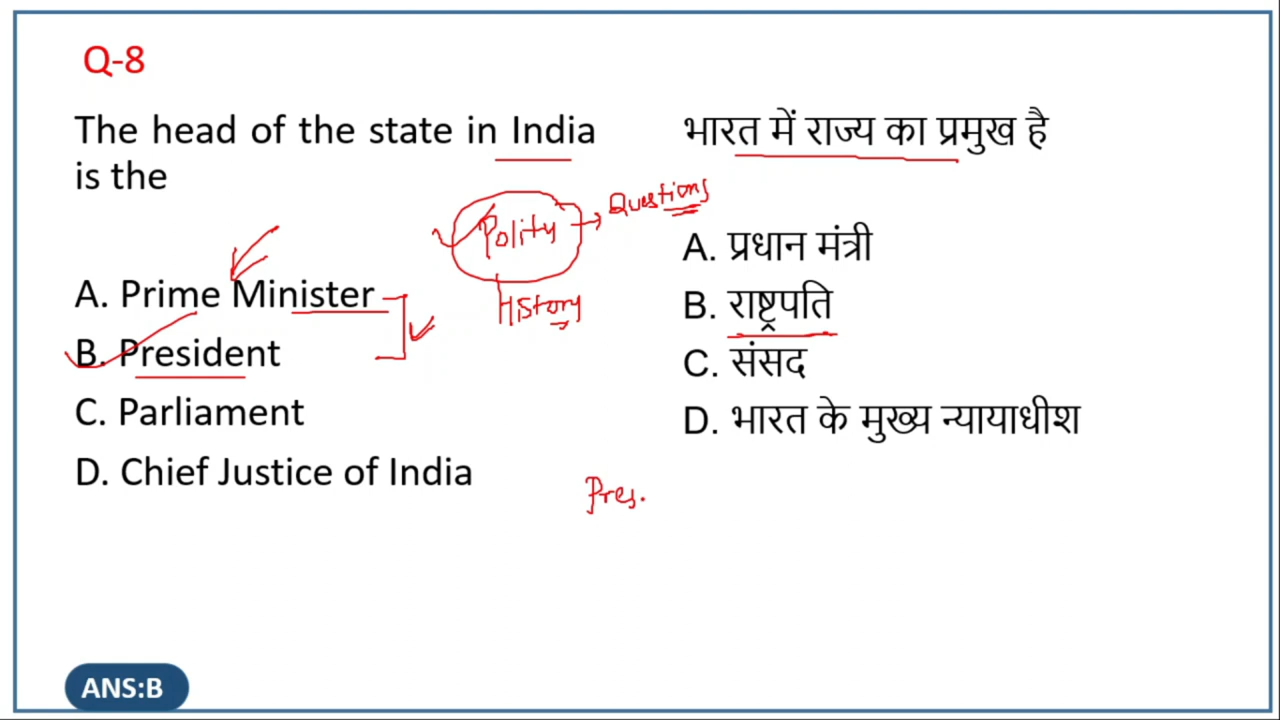 Q-8
The head of the state in India
is the
A. Prime Minister
B. President
C. Parliament
D. Chief Justice of India
Polity
Questions
History
भारत में राज्य का प्रमुख है
A. प्रधान मंत्री
B. राष्ट्रपति
C. संसद
D. भारत के मुख्य न्यायाधीश
Pres.
ANS:B